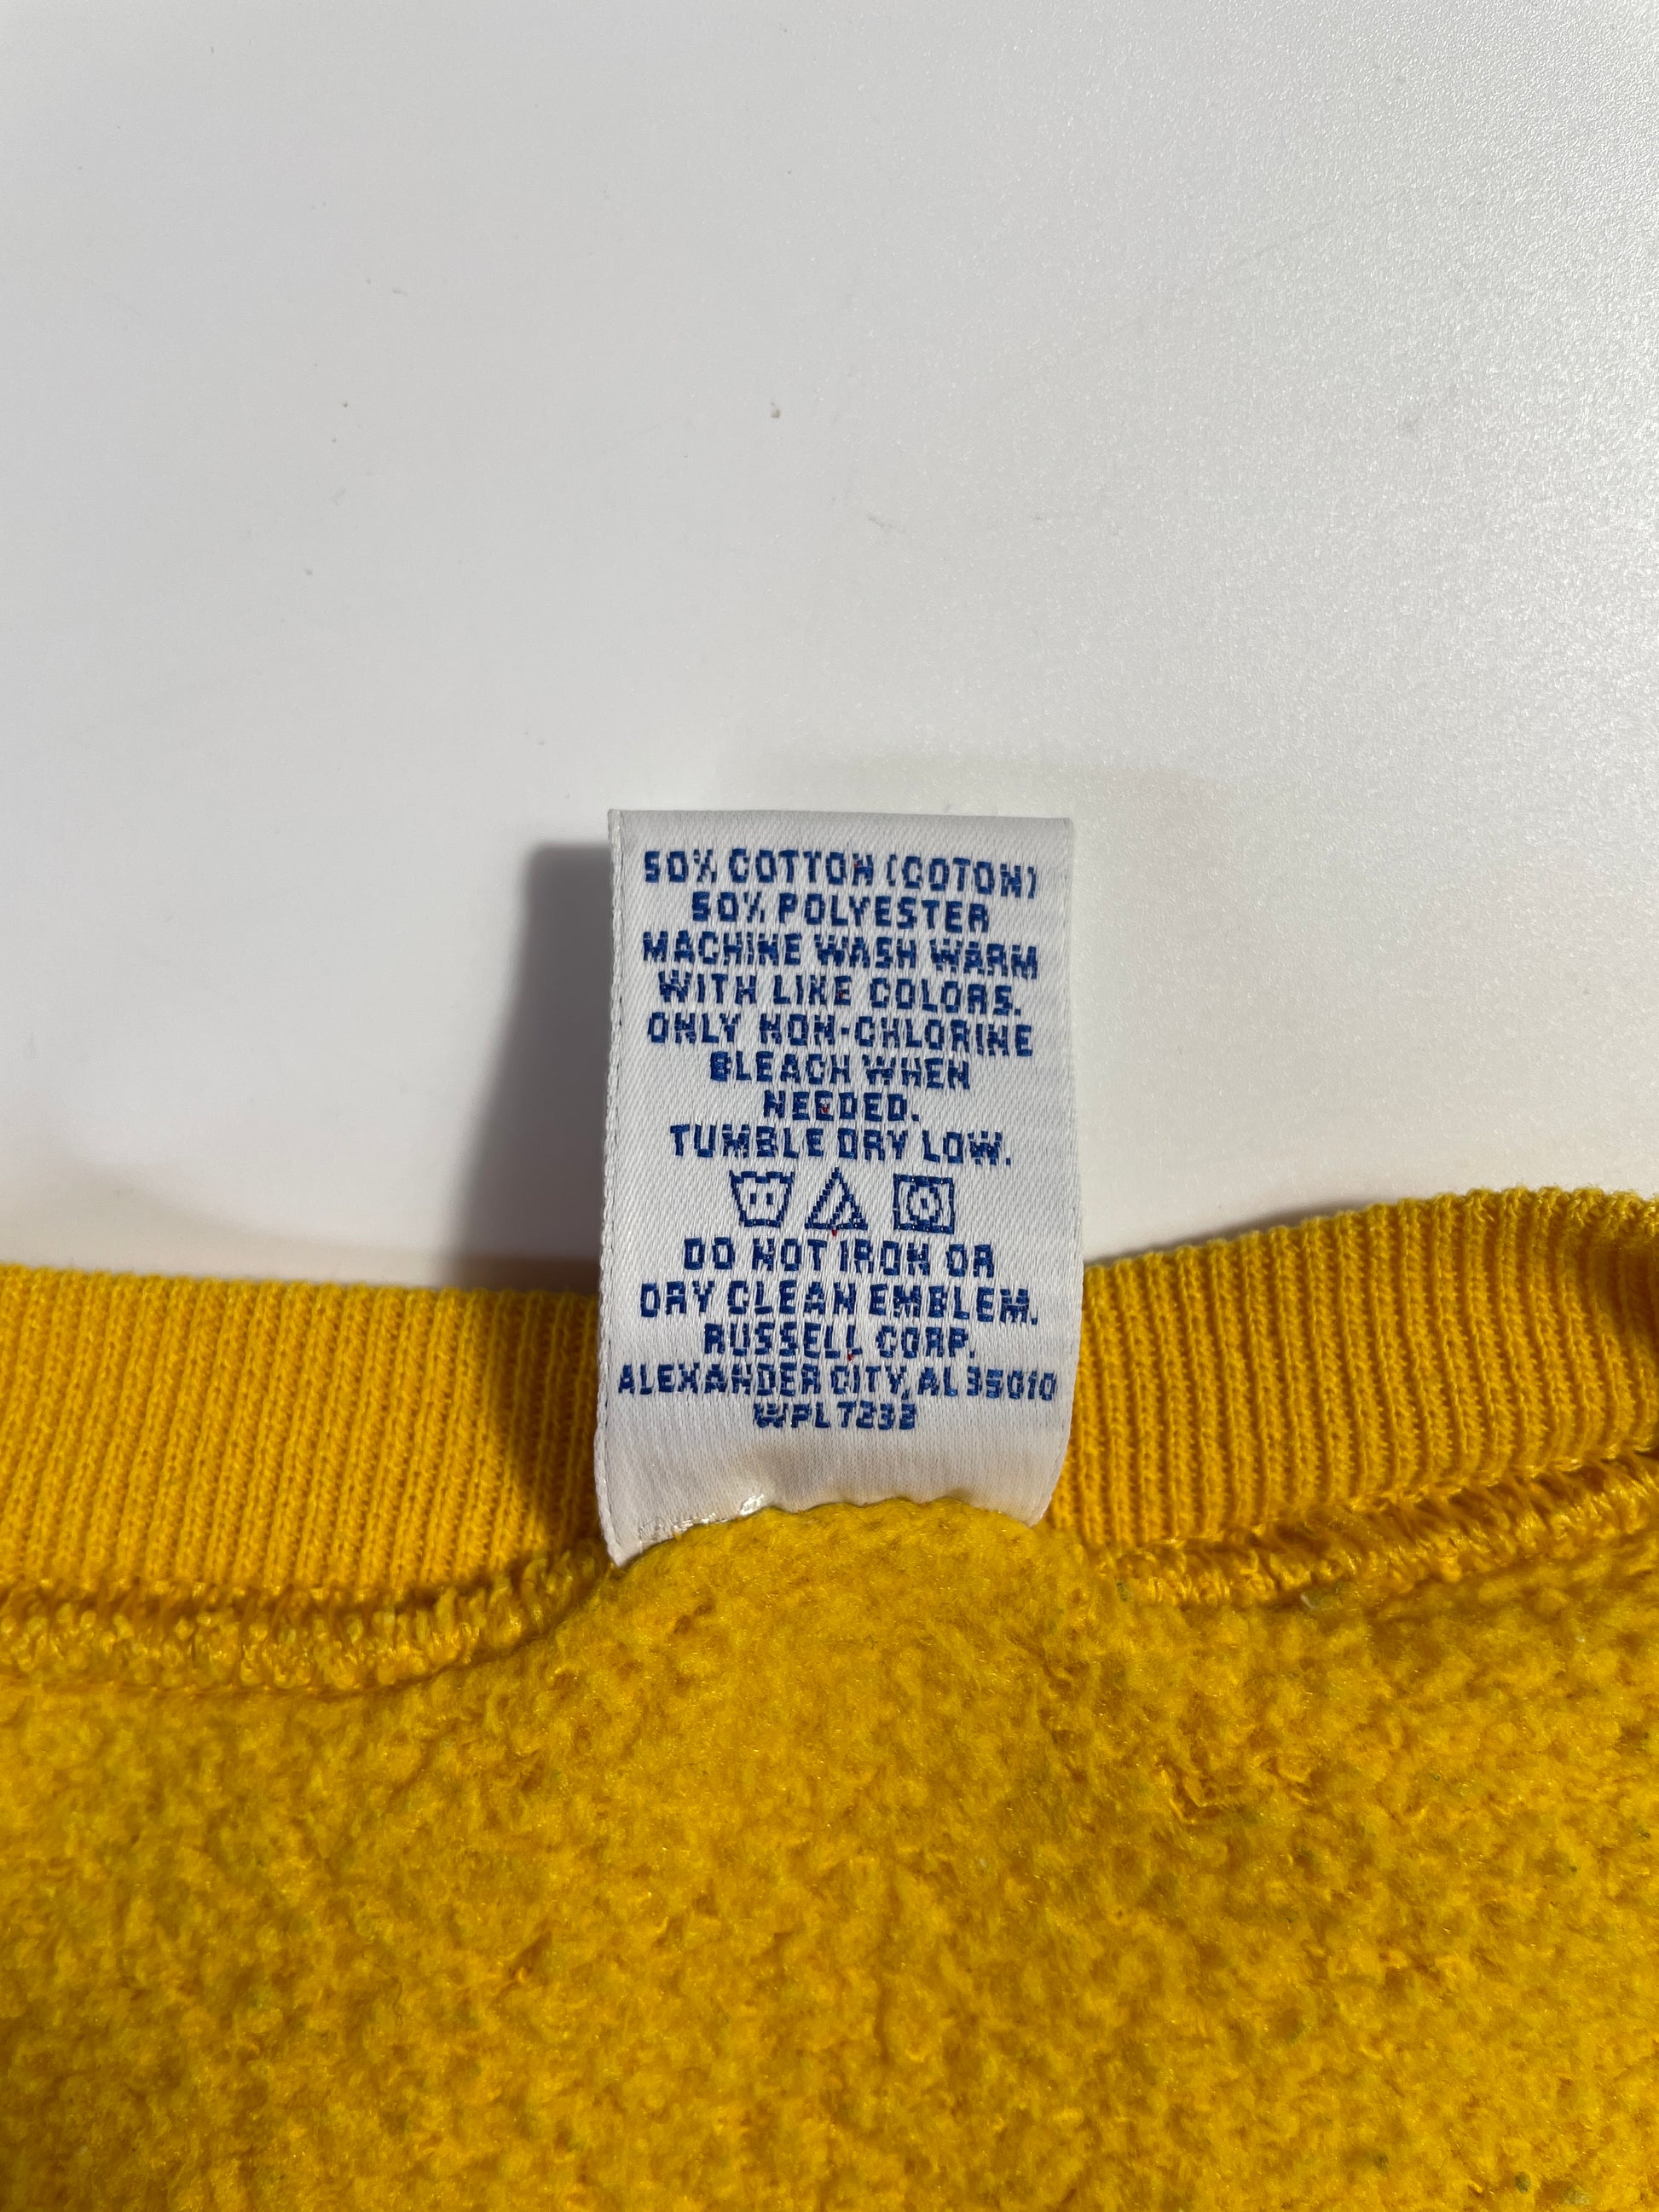 50% COTTON (COTON)
50% POLYESTER
MACHINE WASH WARM
WITH LIKE COLORS.
ONLY NON-CHLORINE
BLEACH WHEN
NEEDED.
TUMBLE DRY LOW.
DO NOT IRON OR
DRY CLEAN EMBLEM.
RUSSELL CORP.
ALEXANDER CITY, AL 35010
WPL 7232